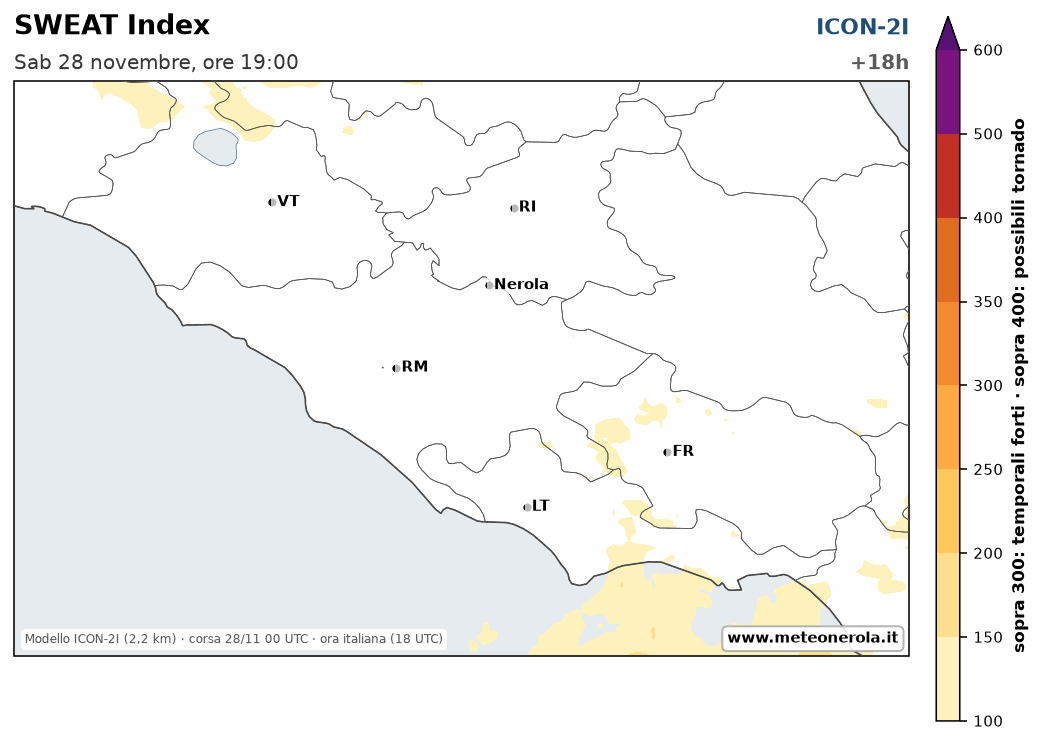 SWEAT Index
ICON-2I
Sab 28 novembre, ore 19:00
+18h
VT
RI
Nerola
RM
FR
LT
Modello ICON-2I (2,2 km) · corsa 28/11 00 UTC · ora italiana (18 UTC)
www.meteonerola.it
600
500
400
350
300
250
200
150
100
sopra 300: temporali forti · sopra 400: possibili tornado